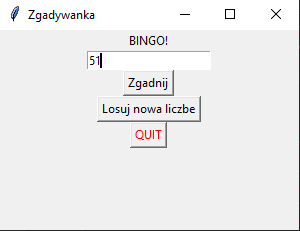 Zgadywanka
BINGO!
51
Zgadnij
Losuj nowa liczbe
QUIT